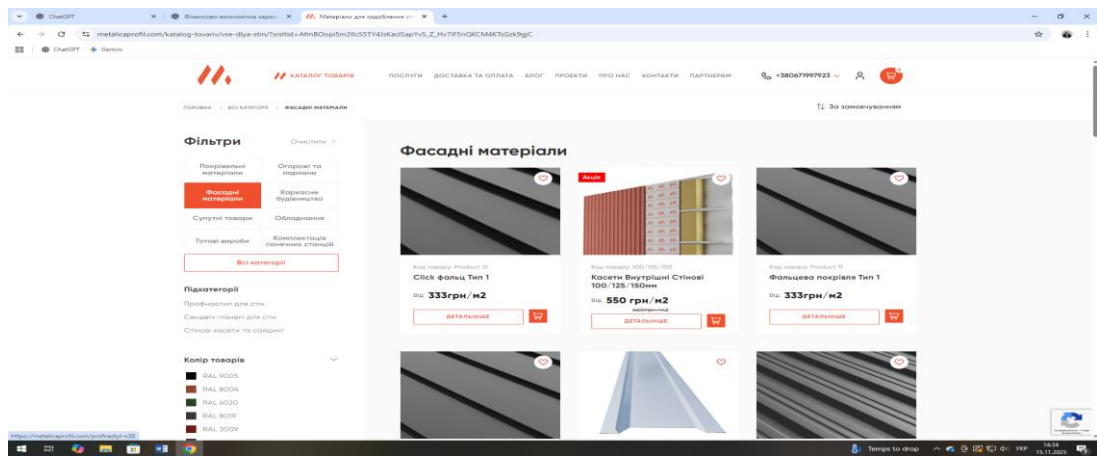 ChatGPT
Фінансово-економічна харак
Матеріали для оздоблення ст
metalicaprofil.com/katalog-tovariv/vse-dlya-stin/
ChatGPT
Gemini
КАТАЛОГ ТОВАРІВ
ПОСЛУГИ ДОСТАВКА ТА ОПЛАТА БЛОГ ПРОЕКТИ ПРО НАС КОНТАКТИ ПАРТНЕРАМ
+380671997923
ГОЛОВНА / ВСІ КАТЕГОРІЇ / ФАСАДНІ МАТЕРІАЛИ
За замовчуванням
Фільтри
Очистити ×
Покрівельні матеріали
Огорожі та паркани
Фасадні матеріали
Каркасне будівництво
Супутні товари
Обладнання
Готові вироби
Комплектація сонячних станцій
Всі категорії
Підкатегорії
Профнастил для стін
Сендвіч-панелі для стін
Стінові касети та сайдинг
Колір товарів
RAL 9005
RAL 8004
RAL 6020
RAL 8019
RAL 3009
Фасадні матеріали
Код товару: Product 12
Click фальц Тип 1
Від 333грн/м2
ДЕТАЛЬНІШЕ
Акція
Код товару: 100/125/150
Касети Внутрішні Стінові
100/125/150мм
Від 550 грн/м2
ДЕТАЛЬНІШЕ
Код товару: Product 11
Фальцева покрівля Тип 1
Від 333грн/м2
ДЕТАЛЬНІШЕ
https://metalicaprofil.com/profnastyl-n20
Temps to drop
УКР
14:34
15.11.2025